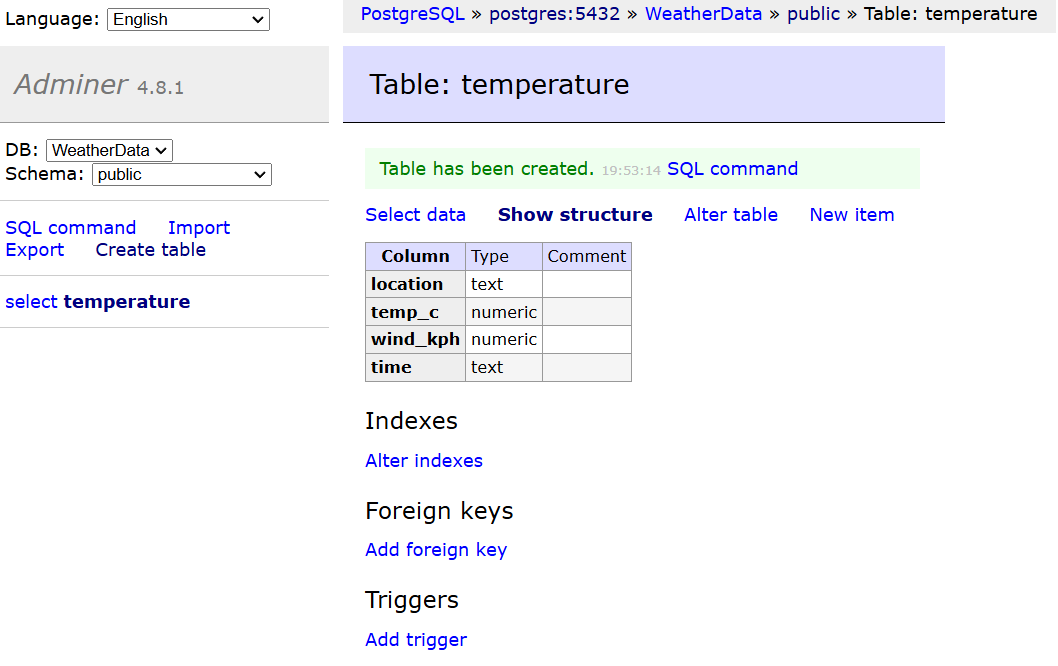 Language: English
PostgreSQL » postgres:5432 » WeatherData » public » Table: temperature
Adminer 4.8.1
DB: WeatherData
Schema: public
SQL command Import
Export Create table
select temperature
Table: temperature
Table has been created. 19:53:14 SQL command
Select data Show structure Alter table New item
Column Type Comment
location text
temp_c numeric
wind_kph numeric
time text
Indexes
Alter indexes
Foreign keys
Add foreign key
Triggers
Add trigger